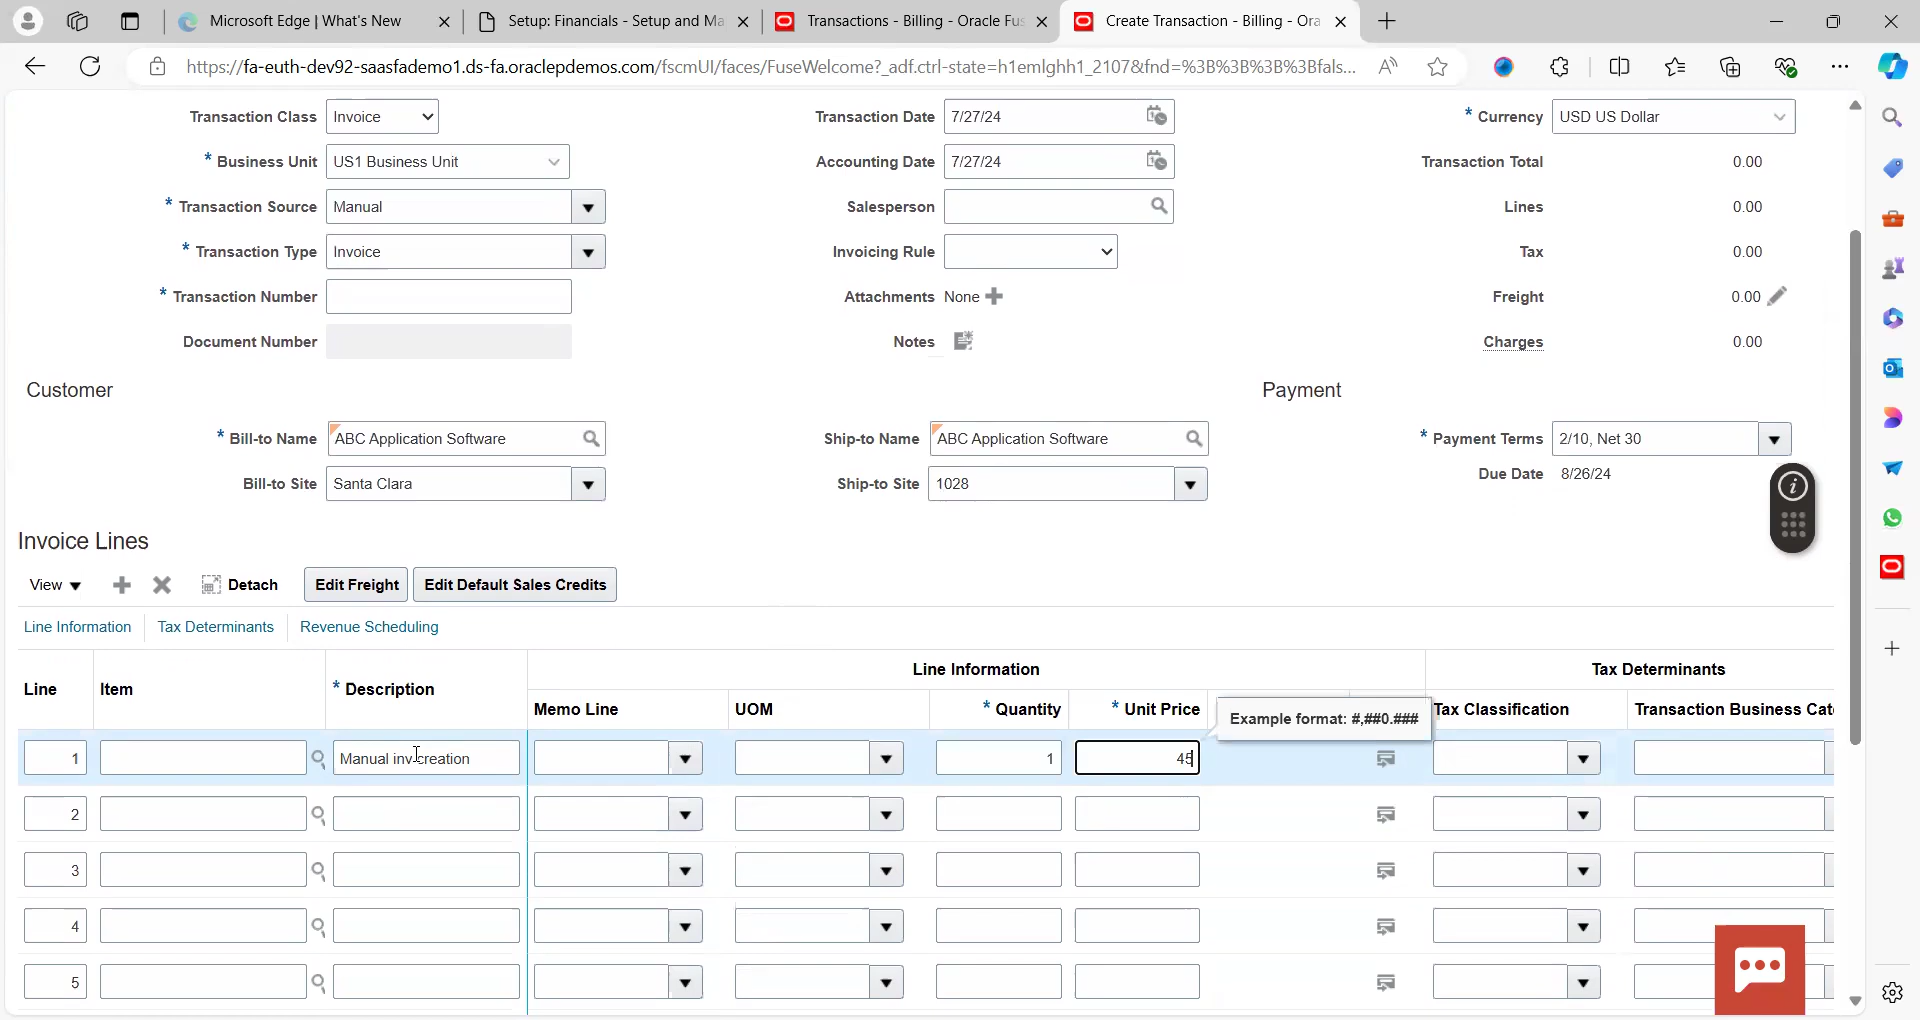 Microsoft Edge | What's New
Setup: Financials - Setup and Ma
Transactions - Billing - Oracle Fus
Create Transaction - Billing - Ora
https://fa-euth-dev92-saasfademo1.ds-fa.oraclepdemos.com/fscmUI/faces/FuseWelcome?_adf.ctrl-state=h1emlghh1_2107&fnd=%3B%3B%3B%3Bfals...
Transaction Class Invoice Transaction Date 7/27/24 * Currency USD US Dollar
* Business Unit US1 Business Unit Accounting Date 7/27/24 Transaction Total 0.00
* Transaction Source Manual Salesperson Lines 0.00
* Transaction Type Invoice Invoicing Rule Tax 0.00
* Transaction Number Attachments None Freight 0.00
Document Number Notes Charges 0.00
Customer Payment
* Bill-to Name ABC Application Software Ship-to Name ABC Application Software * Payment Terms 2/10, Net 30
Bill-to Site Santa Clara Ship-to Site 1028 Due Date 8/26/24
Invoice Lines
View Detach Edit Freight Edit Default Sales Credits
Line Information Tax Determinants Revenue Scheduling
Line Information Tax Determinants
Line Item * Description
Memo Line UOM * Quantity * Unit Price Example format: #,##0.### Tax Classification Transaction Business Cat
1 Manual inv creation 1 45
2
3
4
5